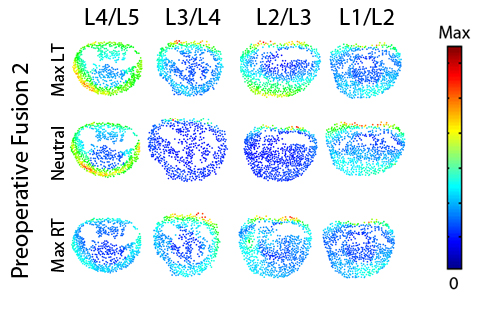 L4/L5 L3/L4 L2/L3 L1/L2
Max
Preoperative Fusion 2
Max LT
Neutral
Max RT
0